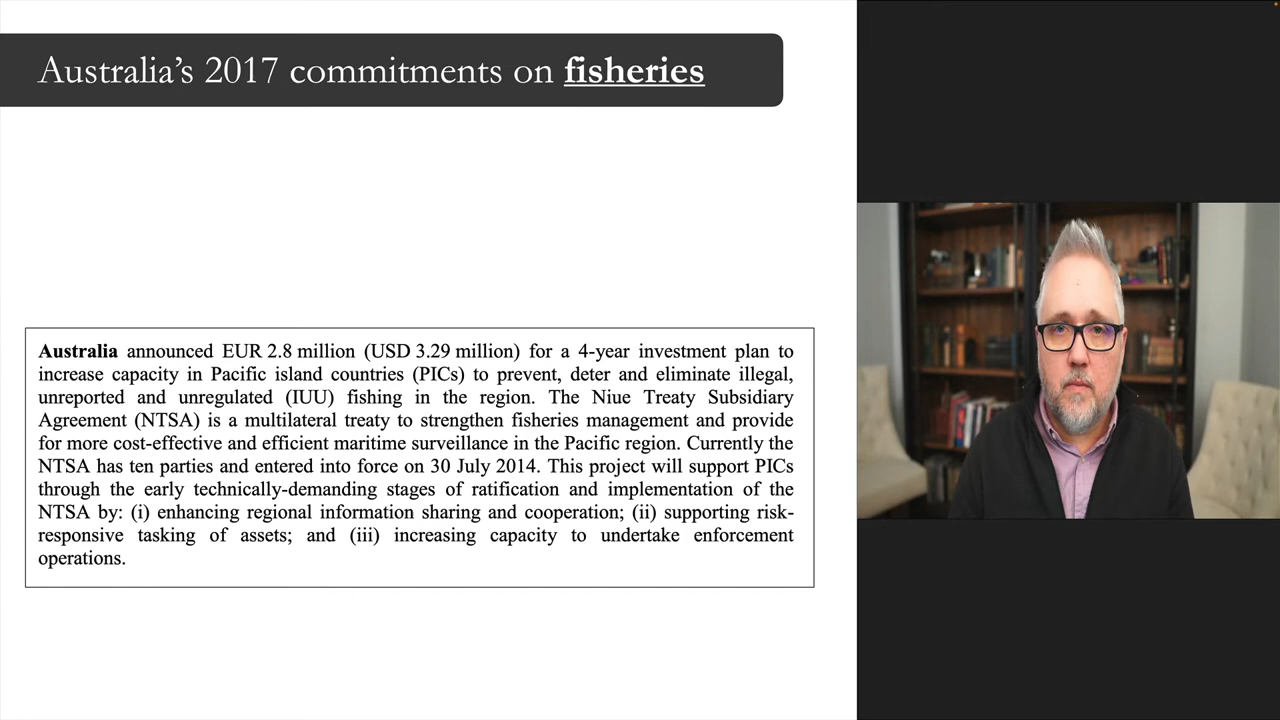 Australia’s 2017 commitments on fisheries
Australia announced EUR 2.8 million (USD 3.29 million) for a 4-year investment plan to
increase capacity in Pacific island countries (PICs) to prevent, deter and eliminate illegal,
unreported and unregulated (IUU) fishing in the region. The Niue Treaty Subsidiary
Agreement (NTSA) is a multilateral treaty to strengthen fisheries management and provide
for more cost-effective and efficient maritime surveillance in the Pacific region. Currently the
NTSA has ten parties and entered into force on 30 July 2014. This project will support PICs
through the early technically-demanding stages of ratification and implementation of the
NTSA by: (i) enhancing regional information sharing and cooperation; (ii) supporting risk-
responsive tasking of assets; and (iii) increasing capacity to undertake enforcement
operations.